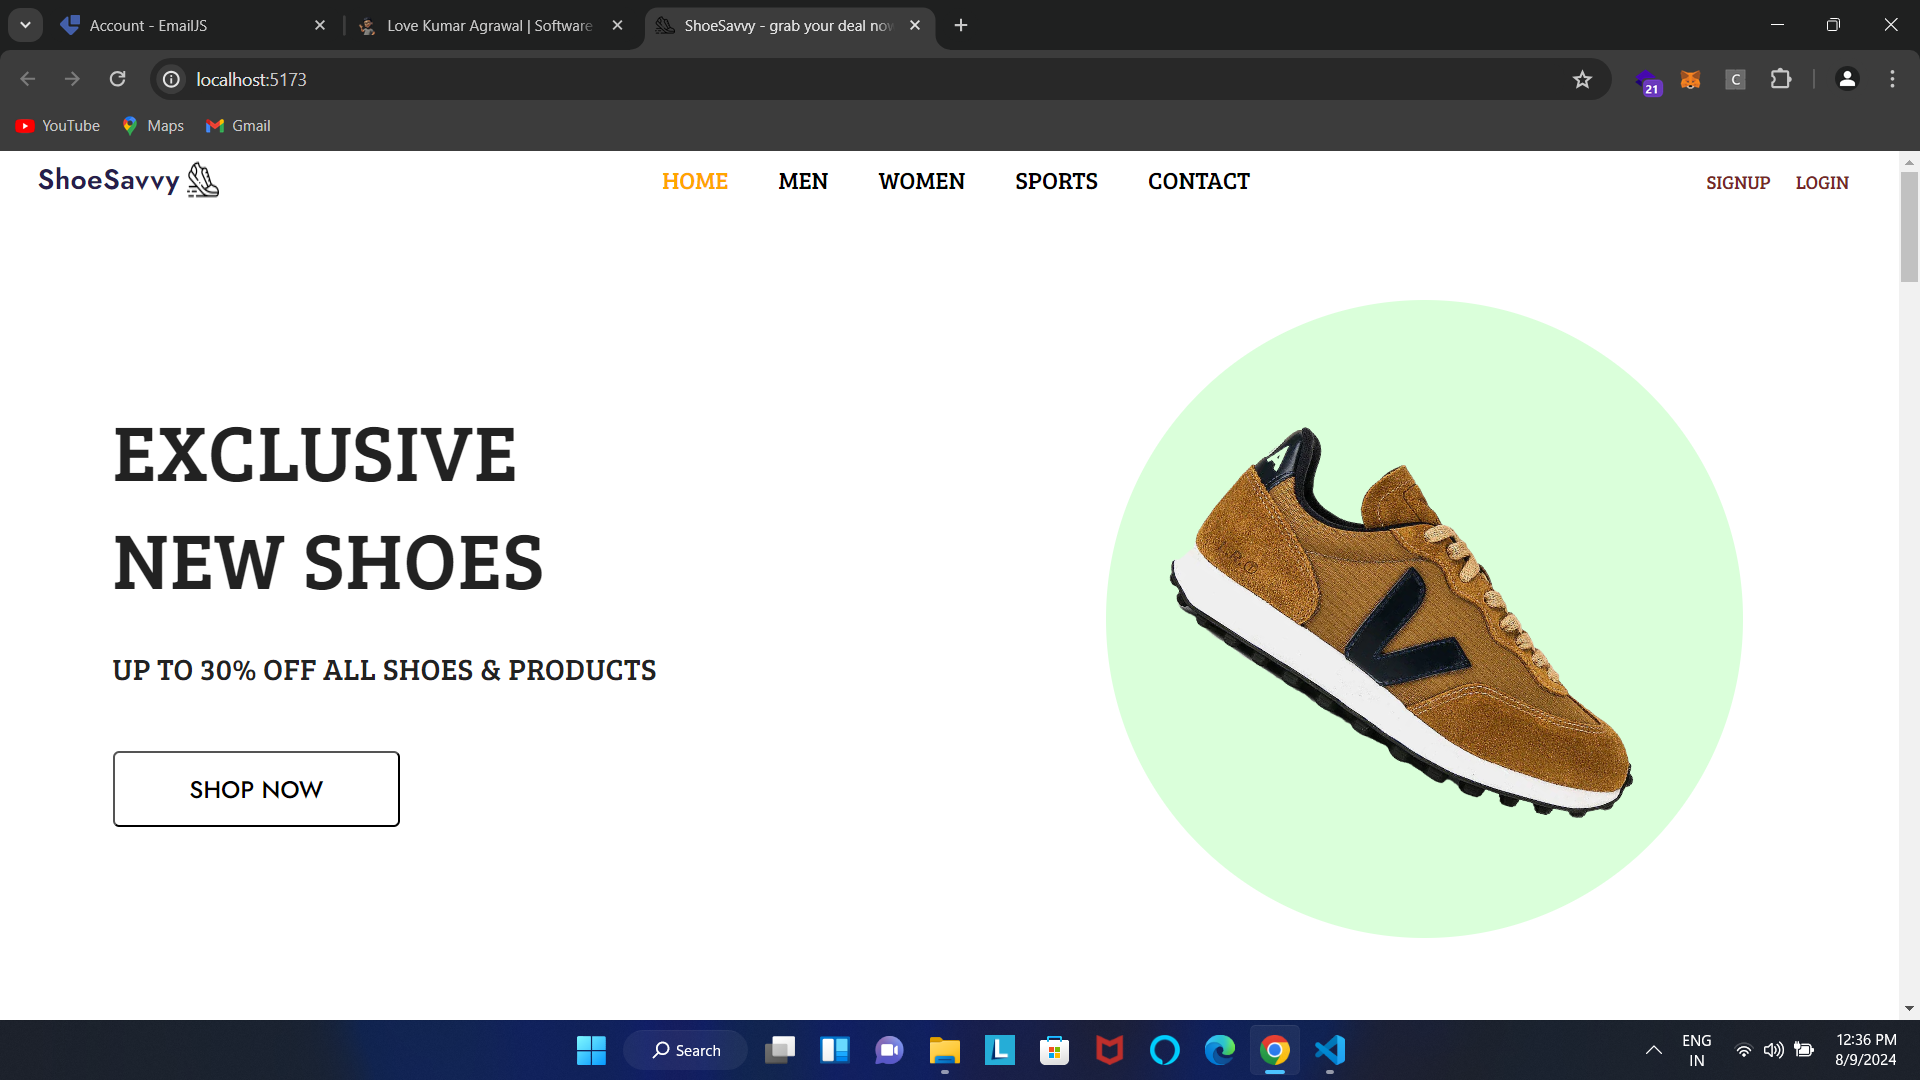 Account - EmailJS
Love Kumar Agrawal | Software
ShoeSavvy - grab your deal now
localhost:5173
21
C
YouTube
Maps
Gmail
ShoeSavvy
HOME
MEN
WOMEN
SPORTS
CONTACT
SIGNUP
LOGIN
EXCLUSIVE
NEW SHOES
UP TO 30% OFF ALL SHOES & PRODUCTS
SHOP NOW
V
Search
L
ENG
IN
12:36 PM
8/9/2024